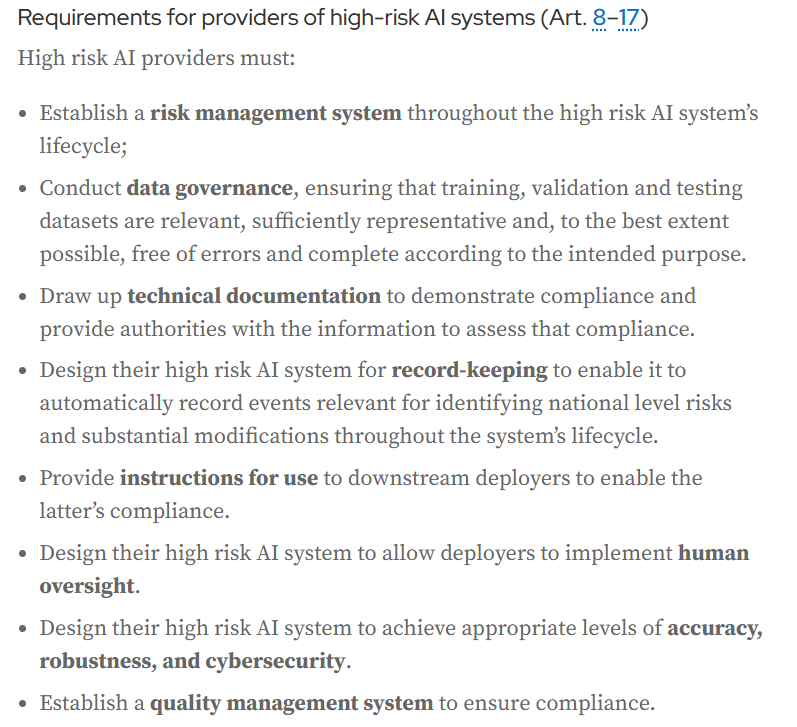 Requirements for providers of high-risk AI systems (Art. 8–17)
High risk AI providers must:
• Establish a risk management system throughout the high risk AI system’s
lifecycle;
• Conduct data governance, ensuring that training, validation and testing
datasets are relevant, sufficiently representative and, to the best extent
possible, free of errors and complete according to the intended purpose.
• Draw up technical documentation to demonstrate compliance and
provide authorities with the information to assess that compliance.
• Design their high risk AI system for record-keeping to enable it to
automatically record events relevant for identifying national level risks
and substantial modifications throughout the system’s lifecycle.
• Provide instructions for use to downstream deployers to enable the
latter’s compliance.
• Design their high risk AI system to allow deployers to implement human
oversight.
• Design their high risk AI system to achieve appropriate levels of accuracy,
robustness, and cybersecurity.
• Establish a quality management system to ensure compliance.